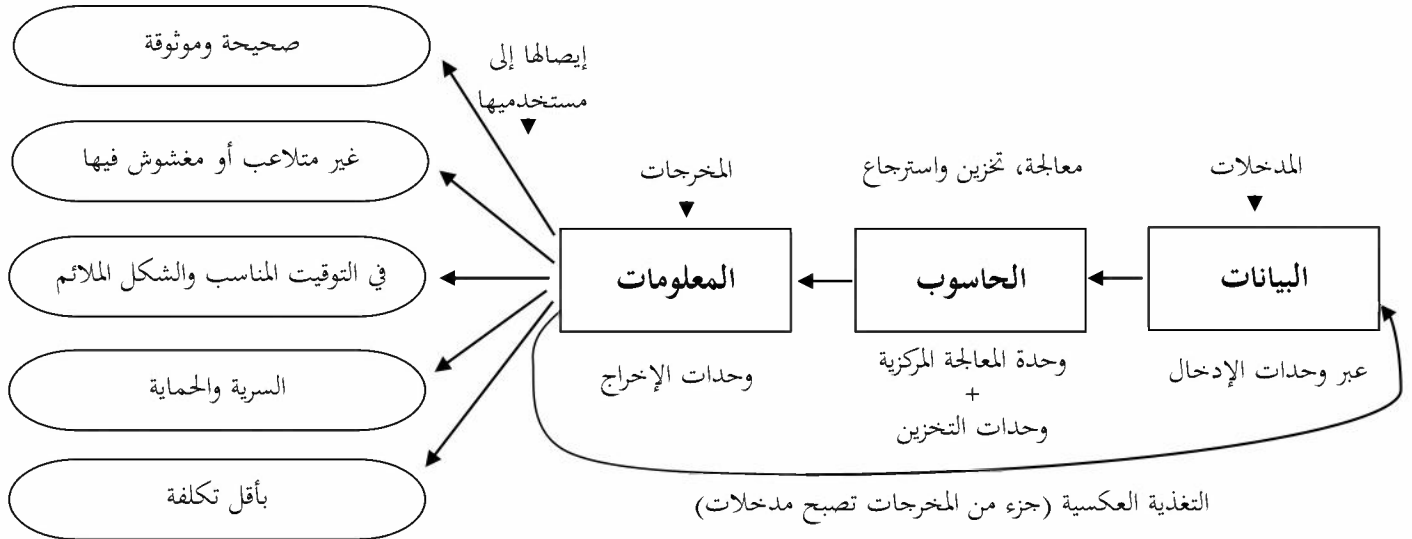 المدخلات
البيانات
عبر وحدات الإدخال
معالجة، تخزين واسترجاع
الحاسوب
وحدة المعالجة المركزية
+
وحدات التخزين
المخرجات
المعلومات
وحدات الإخراج
إيصالها إلى
مستخدميها
صحيحة وموثوقة
غير متلاعب أو مغشوش فيها
في التوقيت المناسب والشكل الملائم
السرية والحماية
بأقل تكلفة
التغذية العكسية (جزء من المخرجات تصبح مدخلات)